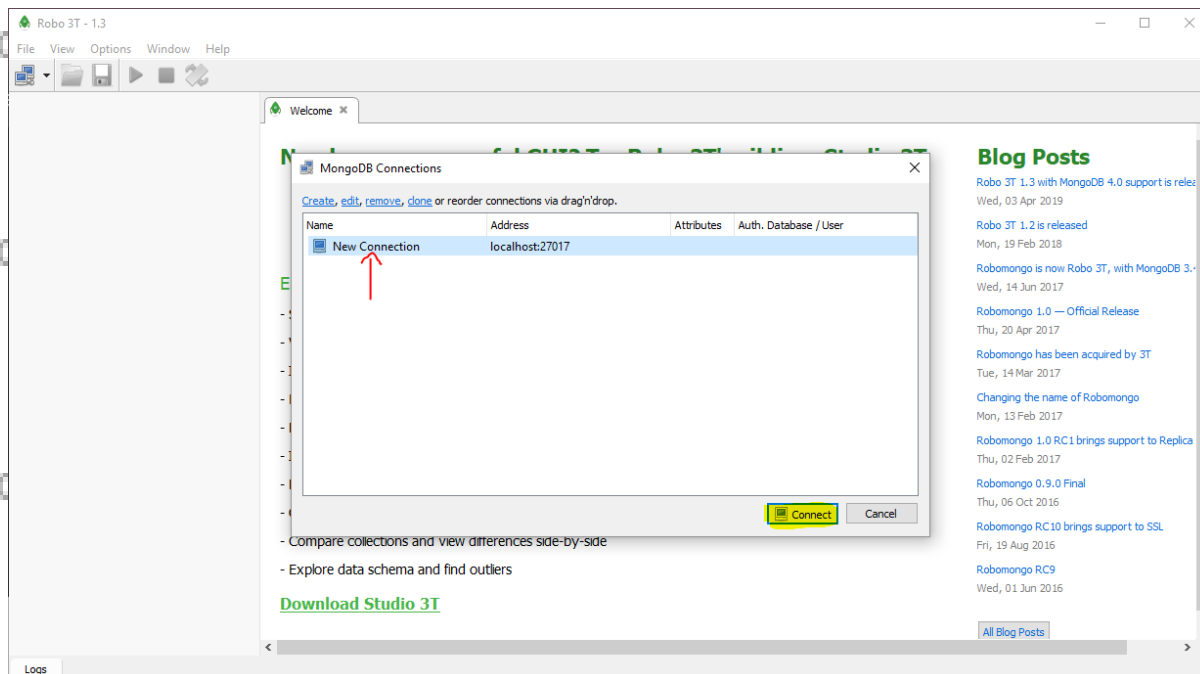 Robo 3T - 1.3
File View Options Window Help
Welcome
MongoDB Connections
Create, edit, remove, clone or reorder connections via drag'n'drop.
Name Address Attributes Auth. Database / User
New Connection localhost:27017
Connect Cancel
- Compare collections and view differences side-by-side
- Explore data schema and find outliers
Download Studio 3T
Blog Posts
Robo 3T 1.3 with MongoDB 4.0 support is relea
Wed, 03 Apr 2019
Robo 3T 1.2 is released
Mon, 19 Feb 2018
Robomongo is now Robo 3T, with MongoDB 3.
Wed, 14 Jun 2017
Robomongo 1.0 — Official Release
Thu, 20 Apr 2017
Robomongo has been acquired by 3T
Tue, 14 Mar 2017
Changing the name of Robomongo
Mon, 13 Feb 2017
Robomongo 1.0 RC1 brings support to Replica
Thu, 02 Feb 2017
Robomongo 0.9.0 Final
Thu, 06 Oct 2016
Robomongo RC10 brings support to SSL
Fri, 19 Aug 2016
Robomongo RC9
Wed, 01 Jun 2016
All Blog Posts
Logs